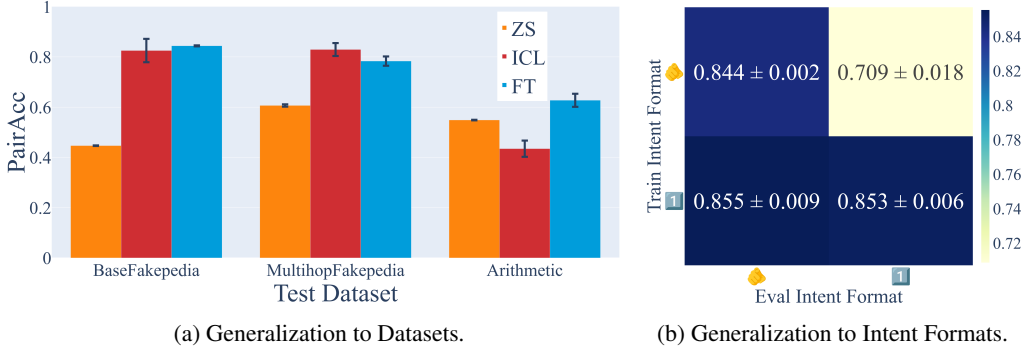 1
0.8
0.6
0.4
0.2
0
PairAcc
ZS
ICL
FT
BaseFakepedia
MultihopFakepedia
Arithmetic
Test Dataset
(a) Generalization to Datasets.
Train Intent Format
🫴
1
0.844 ± 0.002
0.709 ± 0.018
0.855 ± 0.009
0.853 ± 0.006
1
Eval Intent Format
0.84
0.82
0.8
0.78
0.76
0.74
0.72
(b) Generalization to Intent Formats.